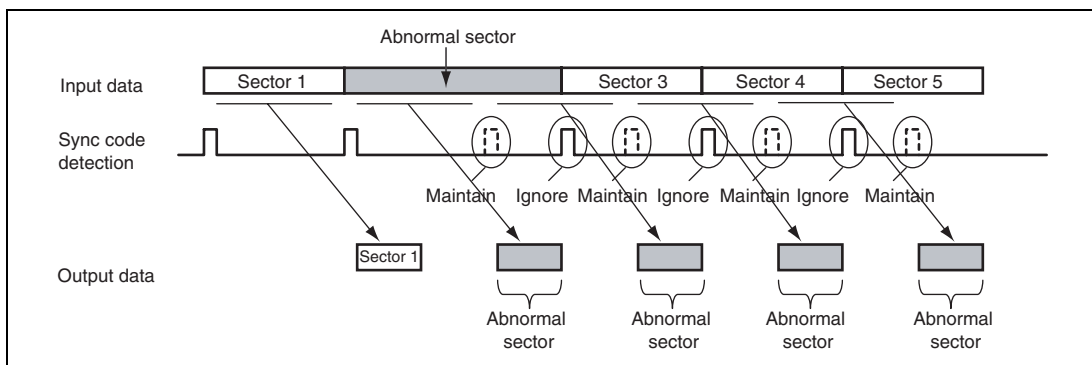 Abnormal sector
Input data
Sector 1
Sector 3
Sector 4
Sector 5
Sync code
detection
Maintain
Ignore
Maintain
Ignore
Maintain
Ignore
Maintain
Output data
Sector 1
Abnormal
sector
Abnormal
sector
Abnormal
sector
Abnormal
sector